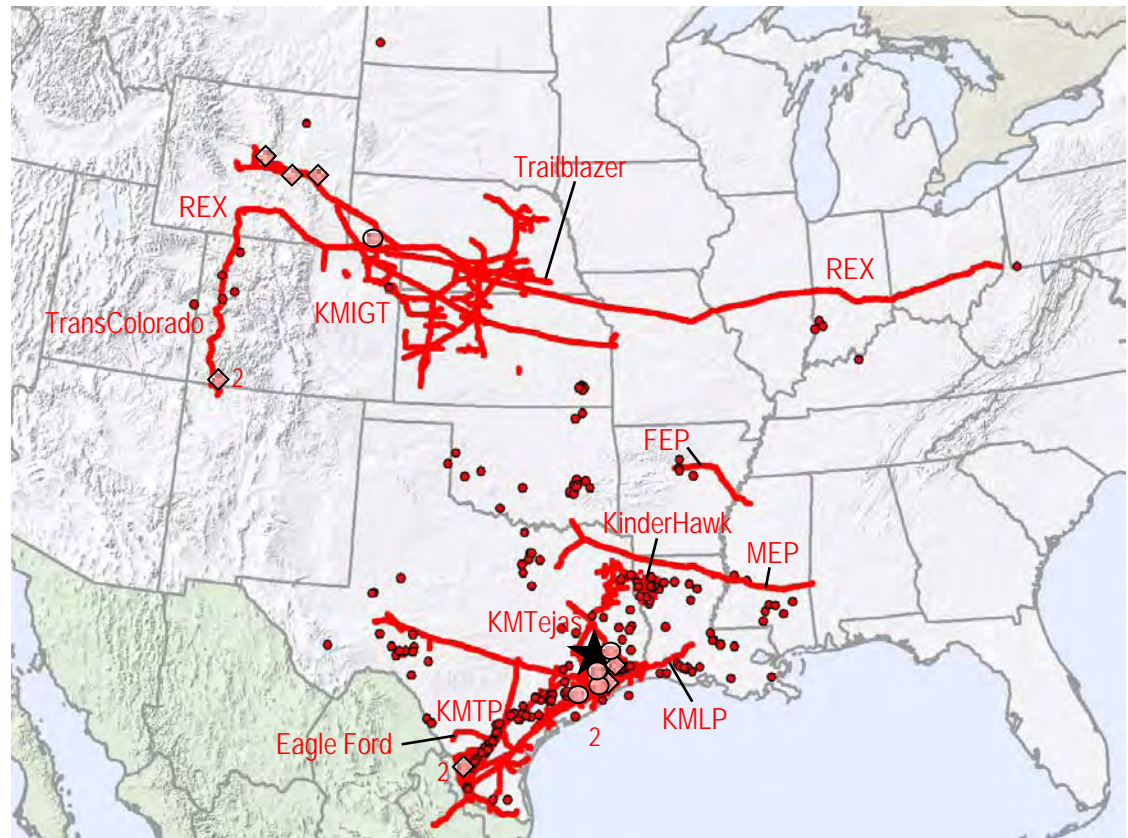 Trailblazer
REX
REX
KMIGT
TransColorado
2
FEP
KinderHawk
MEP
KMTejas
KMTP
KMLP
Eagle Ford
2
2